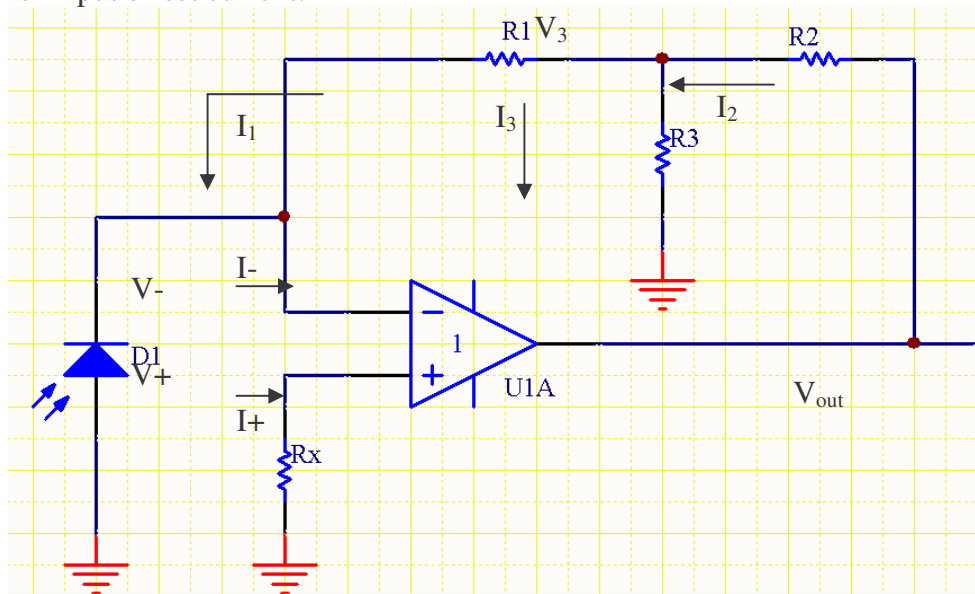 R1
V3
R2
I1
I3
I2
R3
I-
V-
D1
V+
1
U1A
Vout
I+
Rx